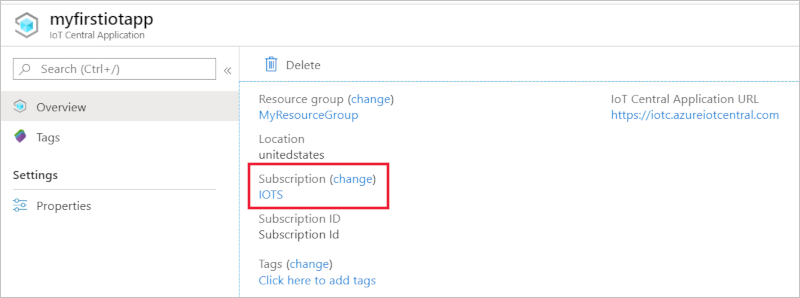 myfirstiotapp
IoT Central Application
Search (Ctrl+/)
«
Overview
Tags
Settings
Properties
Delete
Resource group (change)
MyResourceGroup
Location
unitedstates
Subscription (change)
IOTS
Subscription ID
Subscription Id
Tags (change)
Click here to add tags
IoT Central Application URL
https://iotc.azureiotcentral.com